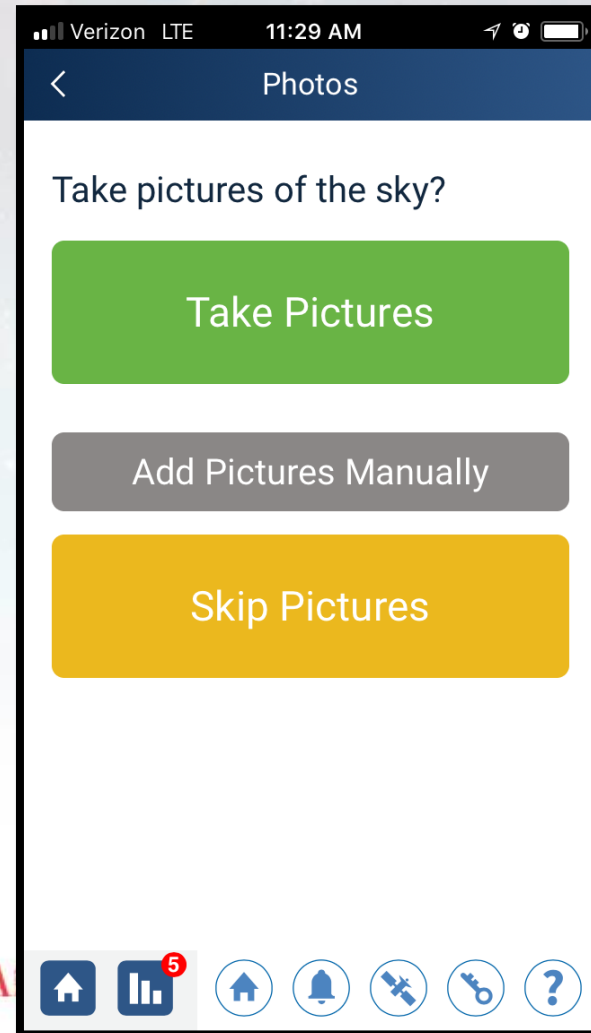 Verizon LTE 11:29 AM
Photos
Take pictures of the sky?
Take Pictures
Add Pictures Manually
Skip Pictures
5
?